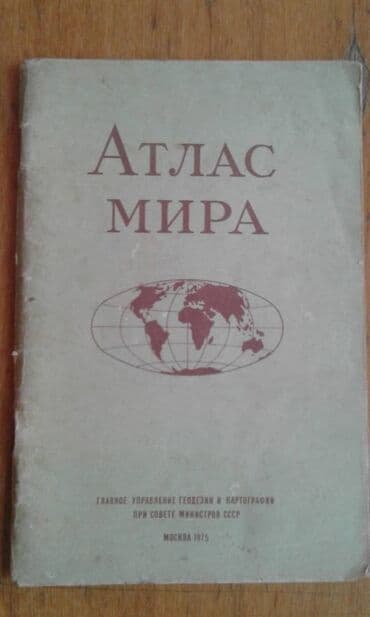 АТЛАС
МИРА
ГЛАВНОЕ УПРАВЛЕНИЕ ГЕОДЕЗИИ И КАРТОГРАФИИ
ПРИ СОВЕТЕ МИНИСТРОВ СССР
МОСКВА 1975